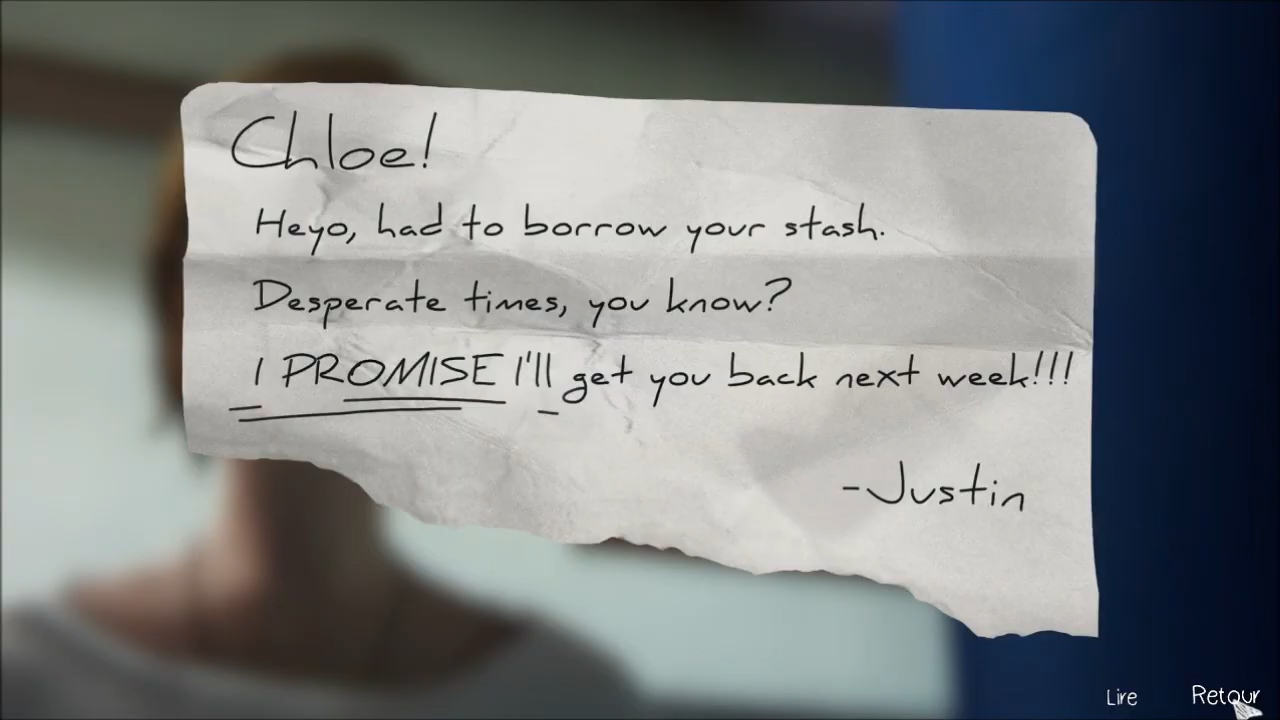 Chloe!
Heyo, had to borrow your stash.
Desperate times, you know?
I PROMISE I'll get you back next week!!!
-Justin
Lire
Retour